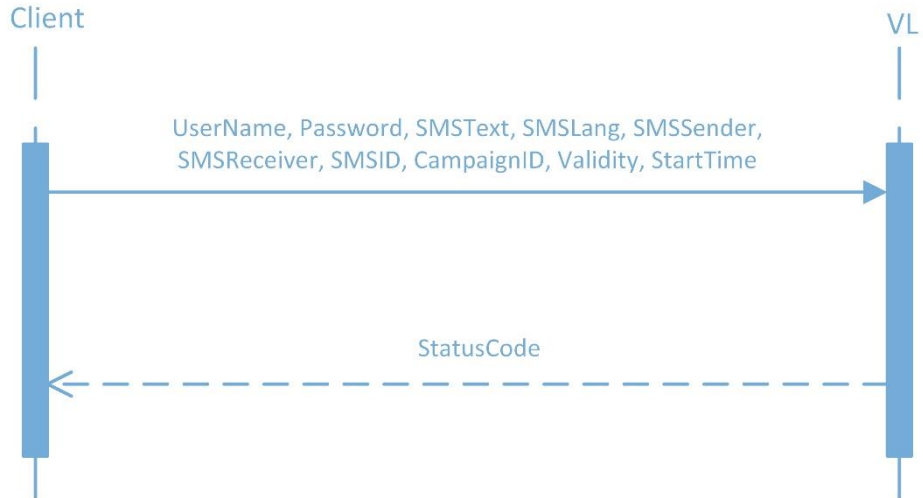 Client
VL
UserName, Password, SMSText, SMSLang, SMSSender,
SMSReceiver, SMSID, CampaignID, Validity, StartTime
StatusCode